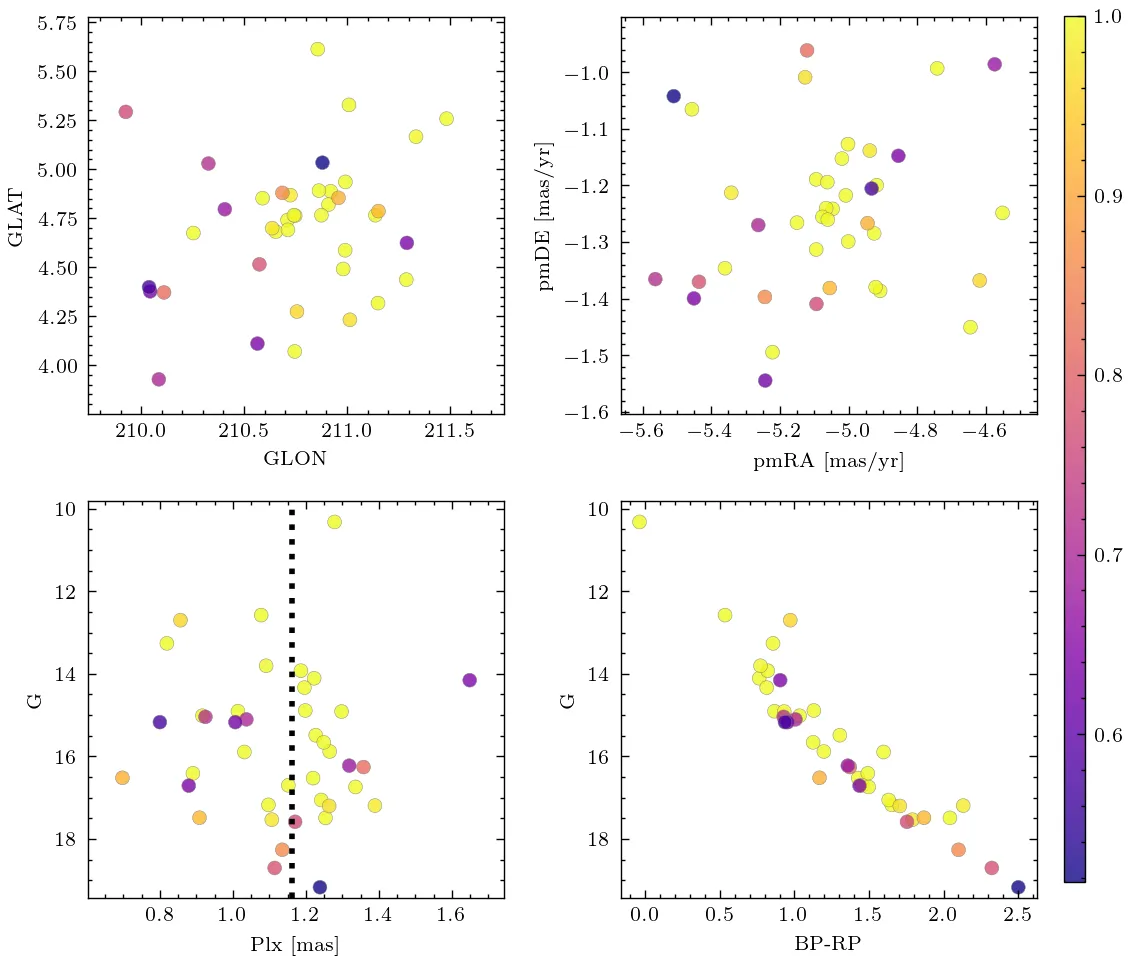 5.75
5.50
5.25
5.00
4.75
4.50
4.25
4.00
GLAT
210.0 210.5 211.0 211.5
GLON
−1.0
−1.1
−1.2
−1.3
−1.4
−1.5
−1.6
pmDE [mas/yr]
−5.6 −5.4 −5.2 −5.0 −4.8 −4.6
pmRA [mas/yr]
1.0
0.9
0.8
0.7
0.6
10
12
14
16
18
G
0.8 1.0 1.2 1.4 1.6
Plx [mas]
10
12
14
16
18
G
0.0 0.5 1.0 1.5 2.0 2.5
BP-RP